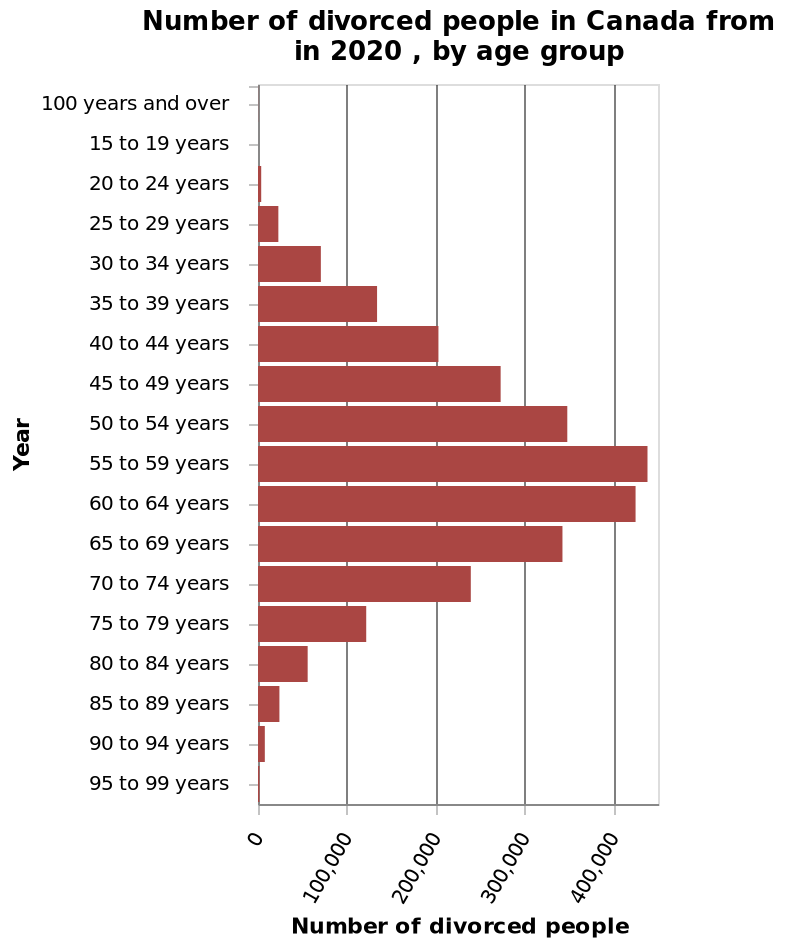 Number of divorced people in Canada from
in 2020 , by age group
100 years and over
15 to 19 years
20 to 24 years
25 to 29 years
30 to 34 years
35 to 39 years
40 to 44 years
45 to 49 years
50 to 54 years
55 to 59 years
60 to 64 years
65 to 69 years
70 to 74 years
75 to 79 years
80 to 84 years
85 to 89 years
90 to 94 years
95 to 99 years
Year
0
100,000
200,000
300,000
400,000
Number of divorced people